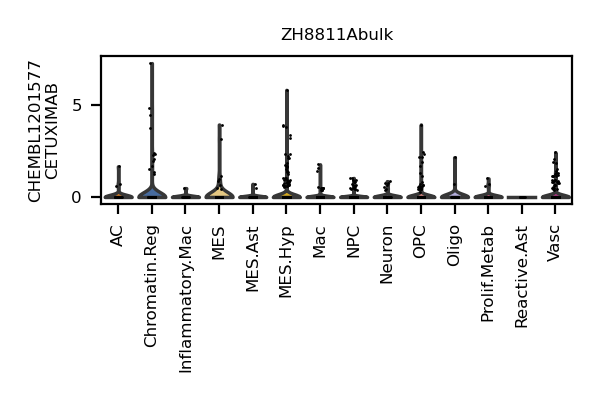 ZH8811Abulk
CHEMBL1201577
CETUXIMAB
5
0
AC
Chromatin.Reg
Inflammatory.Mac
MES
MES.Ast
MES.Hyp
Mac
NPC
Neuron
OPC
Oligo
Prolif.Metab
Reactive.Ast
Vasc